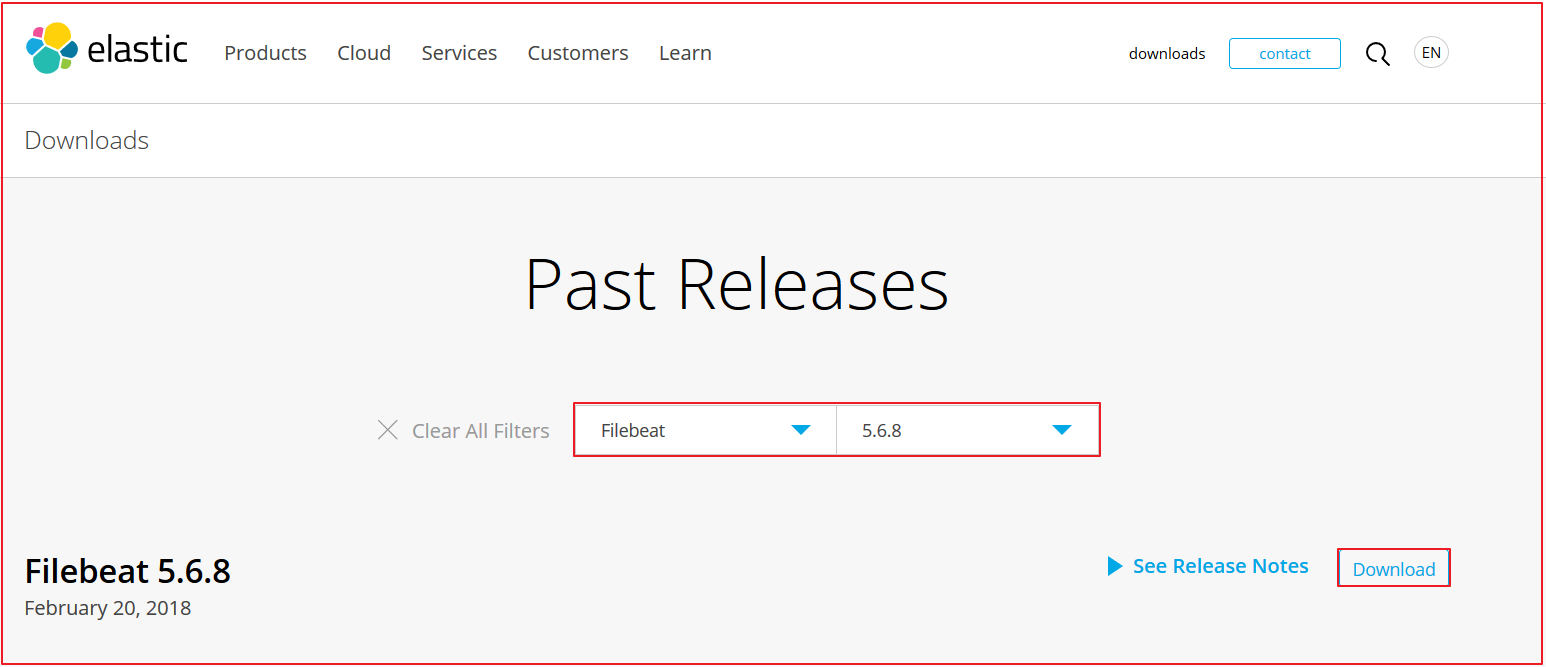 elastic Products Cloud Services Customers Learn downloads contact EN
Downloads
Past Releases
Clear All Filters Filebeat 5.6.8
Filebeat 5.6.8 See Release Notes Download
February 20, 2018